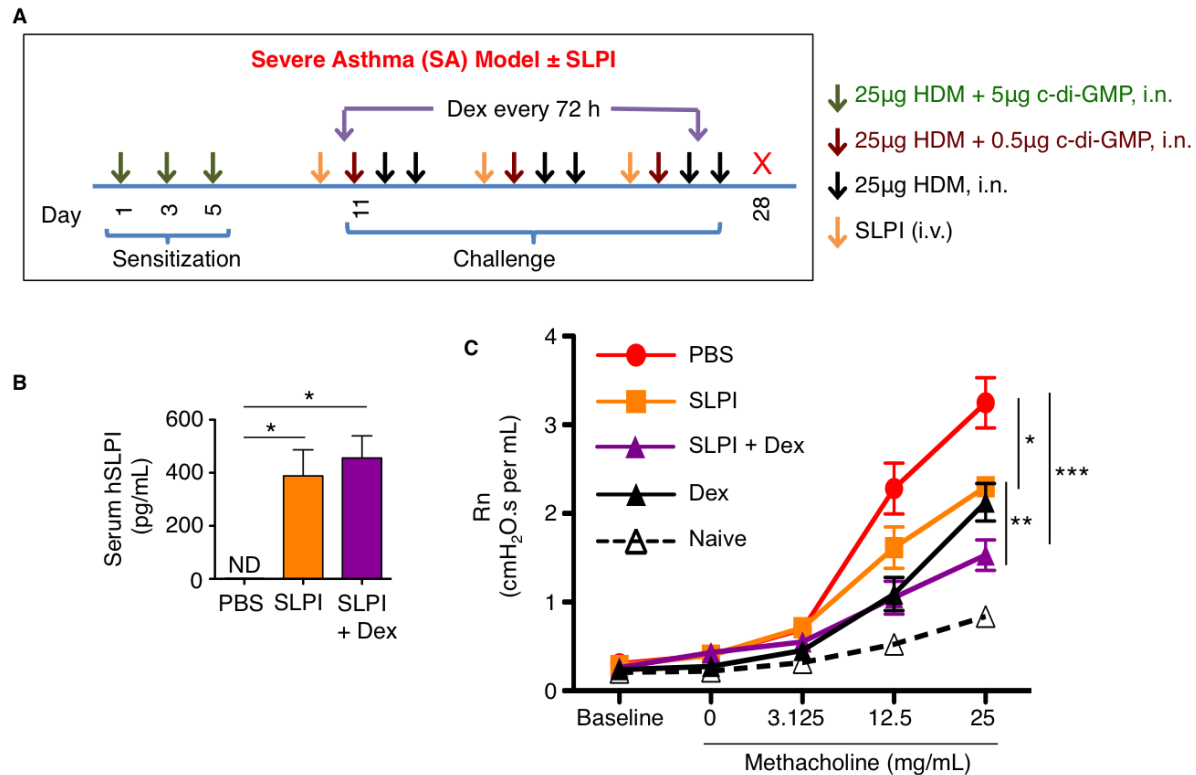 A
Severe Asthma (SA) Model ± SLPI
Dex every 72 h
X
Day
1
3
5
11
28
Sensitization
Challenge
25µg HDM + 5µg c-di-GMP, i.n.
25µg HDM + 0.5µg c-di-GMP, i.n.
25µg HDM, i.n.
SLPI (i.v.)
B
Serum hSLPI
(pg/mL)
600
400
200
0
*
*
ND
PBS
SLPI
SLPI
+ Dex
C
Rn
(cmH₂O.s per mL)
4
3
2
1
0
PBS
SLPI
SLPI + Dex
Dex
Naive
*
***
**
Baseline
0
3.125
12.5
25
Methacholine (mg/mL)